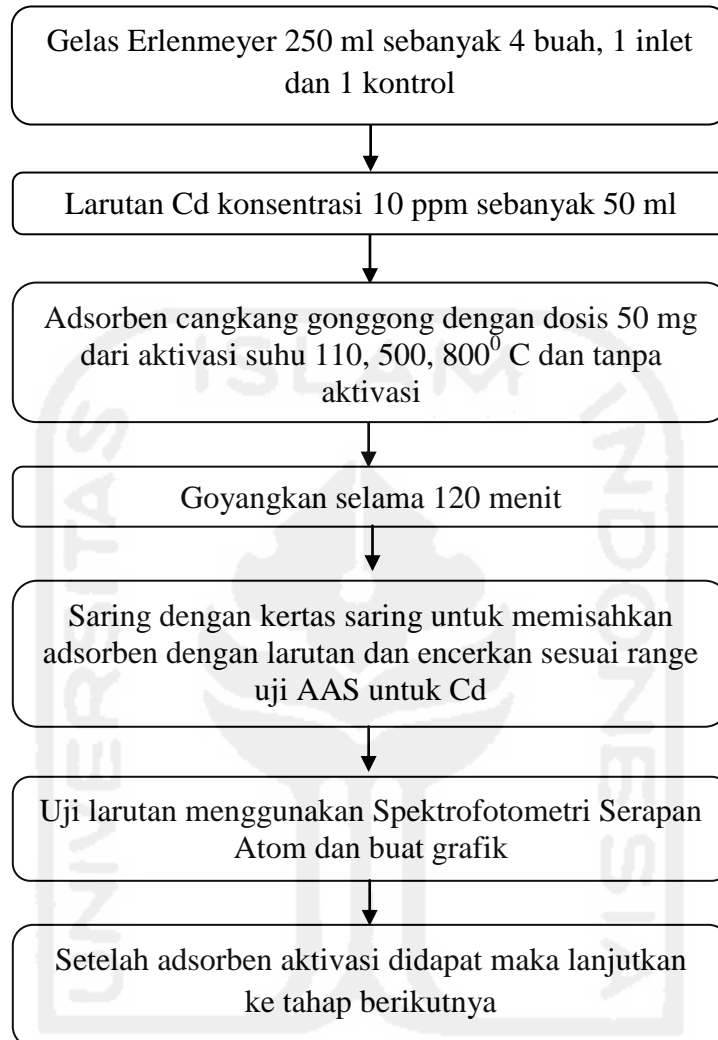 Gelas Erlenmeyer 250 ml sebanyak 4 buah, 1 inlet
dan 1 kontrol
Larutan Cd konsentrasi 10 ppm sebanyak 50 ml
Adsorben cangkang gonggong dengan dosis 50 mg
dari aktivasi suhu 110, 500, 800⁰ C dan tanpa
aktivasi
Goyangkan selama 120 menit
Saring dengan kertas saring untuk memisahkan
adsorben dengan larutan dan encerkan sesuai range
uji AAS untuk Cd
Uji larutan menggunakan Spektrofotometri Serapan
Atom dan buat grafik
Setelah adsorben aktivasi didapat maka lanjutkan
ke tahap berikutnya
UNIVERSITAS
ISLAM
INDONESIA